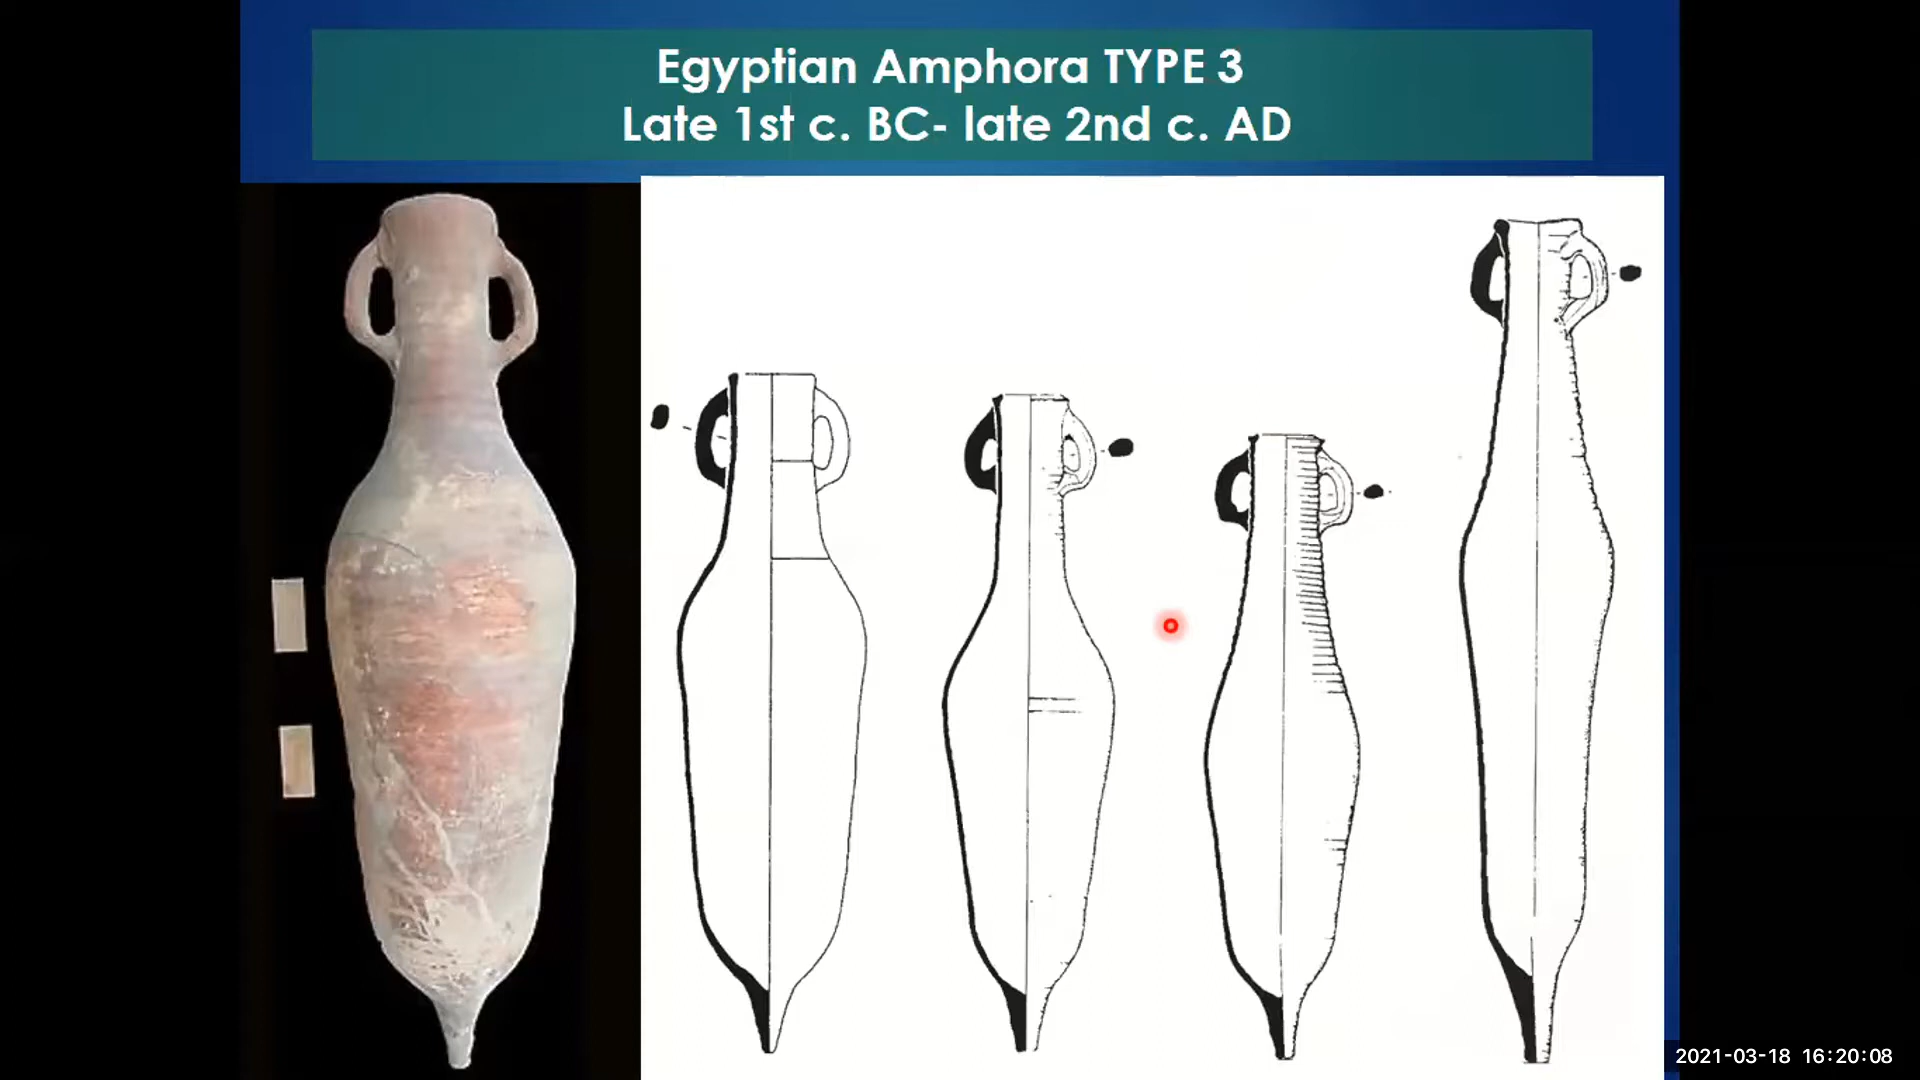 Egyptian Amphora TYPE 3
Late 1st c. BC- late 2nd c. AD
2021-03-18 16:20:08